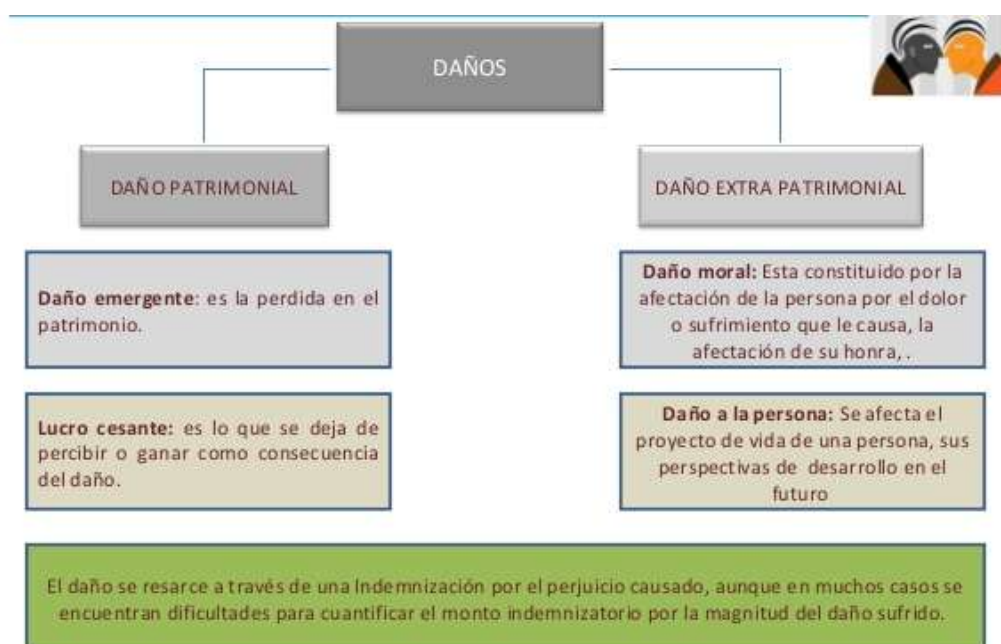 DAÑOS
DAÑO PATRIMONIAL
DAÑO EXTRA PATRIMONIAL
Daño emergente: es la perdida en el
patrimonio.
Daño moral: Esta constituido por la
afectación de la persona por el dolor
o sufrimiento que le causa, la
afectación de su honra, .
Lucro cesante: es lo que se deja de
percibir o ganar como consecuencia
del daño.
Daño a la persona: Se afecta el
proyecto de vida de una persona, sus
perspectivas de desarrollo en el
futuro
El daño se resarce a través de una Indemnización por el perjuicio causado, aunque en muchos casos se
encuentran dificultades para cuantificar el monto indemnizatorio por la magnitud del daño sufrido.